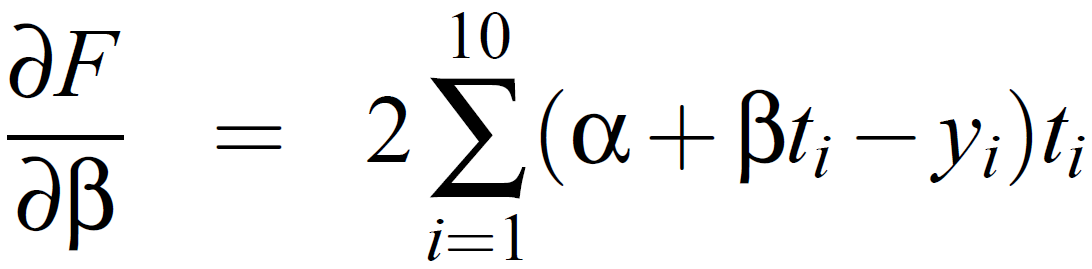 ∂F/∂β = 2 ∑_{i=1}^{10} (α + βt_i − y_i)t_i